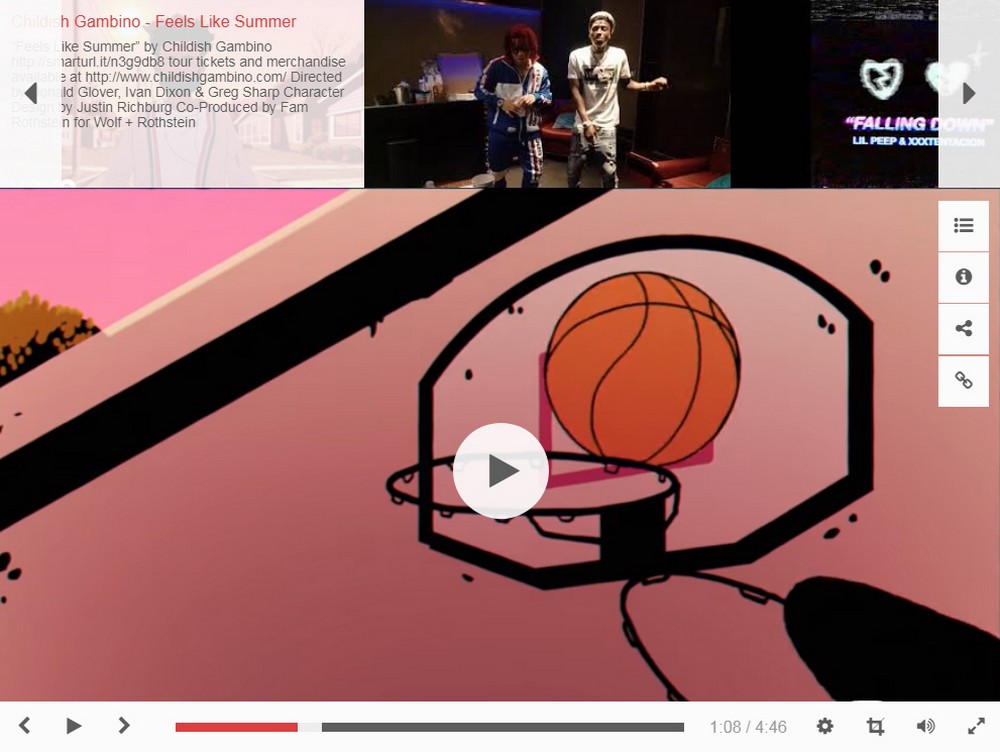 Childish Gambino - Feels Like Summer
“Feels Like Summer” by Childish Gambino
http://smarturl.it/n3g9db8 tour tickets and merchandise
available at http://www.childishgambino.com/ Directed
by Donald Glover, Ivan Dixon & Greg Sharp Character
Design by Justin Richburg Co-Produced by Fam
Rothstein for Wolf + Rothstein
“FALLING DOWN”
LIL PEEP & XXXTENTACION
1:08 / 4:46